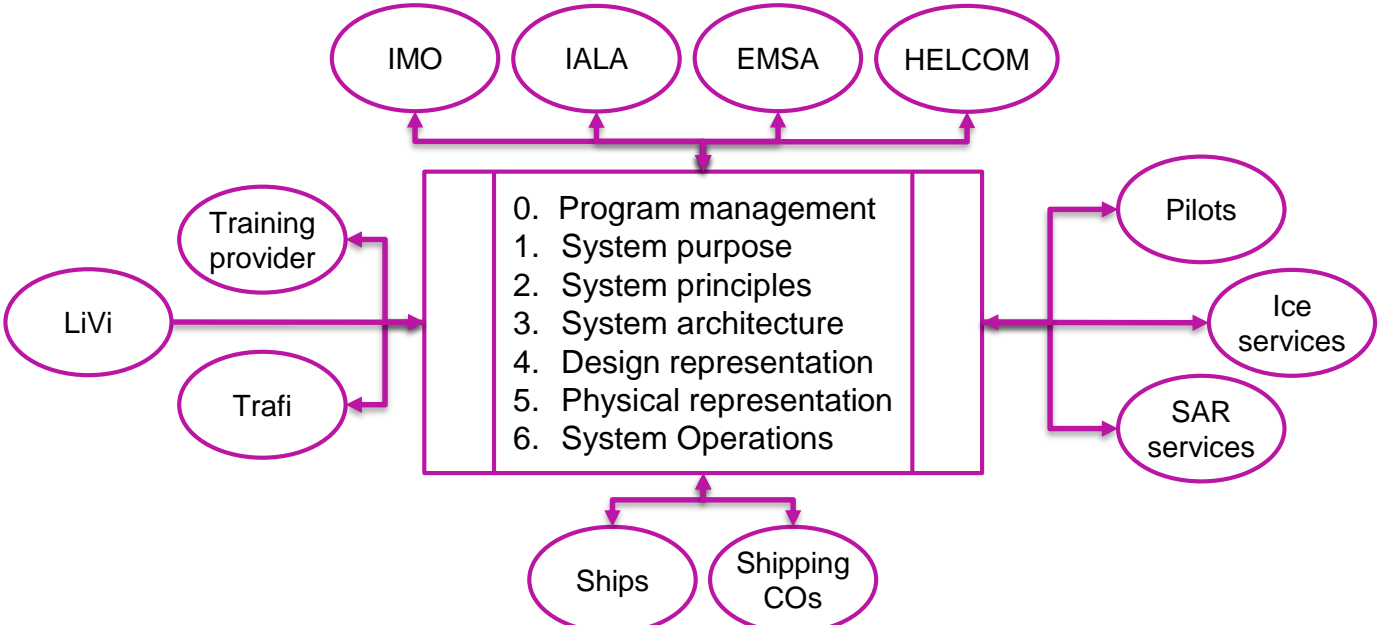 IMO
IALA
EMSA
HELCOM
Training
provider
LiVi
Trafi
0. Program management
1. System purpose
2. System principles
3. System architecture
4. Design representation
5. Physical representation
6. System Operations
Pilots
Ice
services
SAR
services
Ships
Shipping
COs